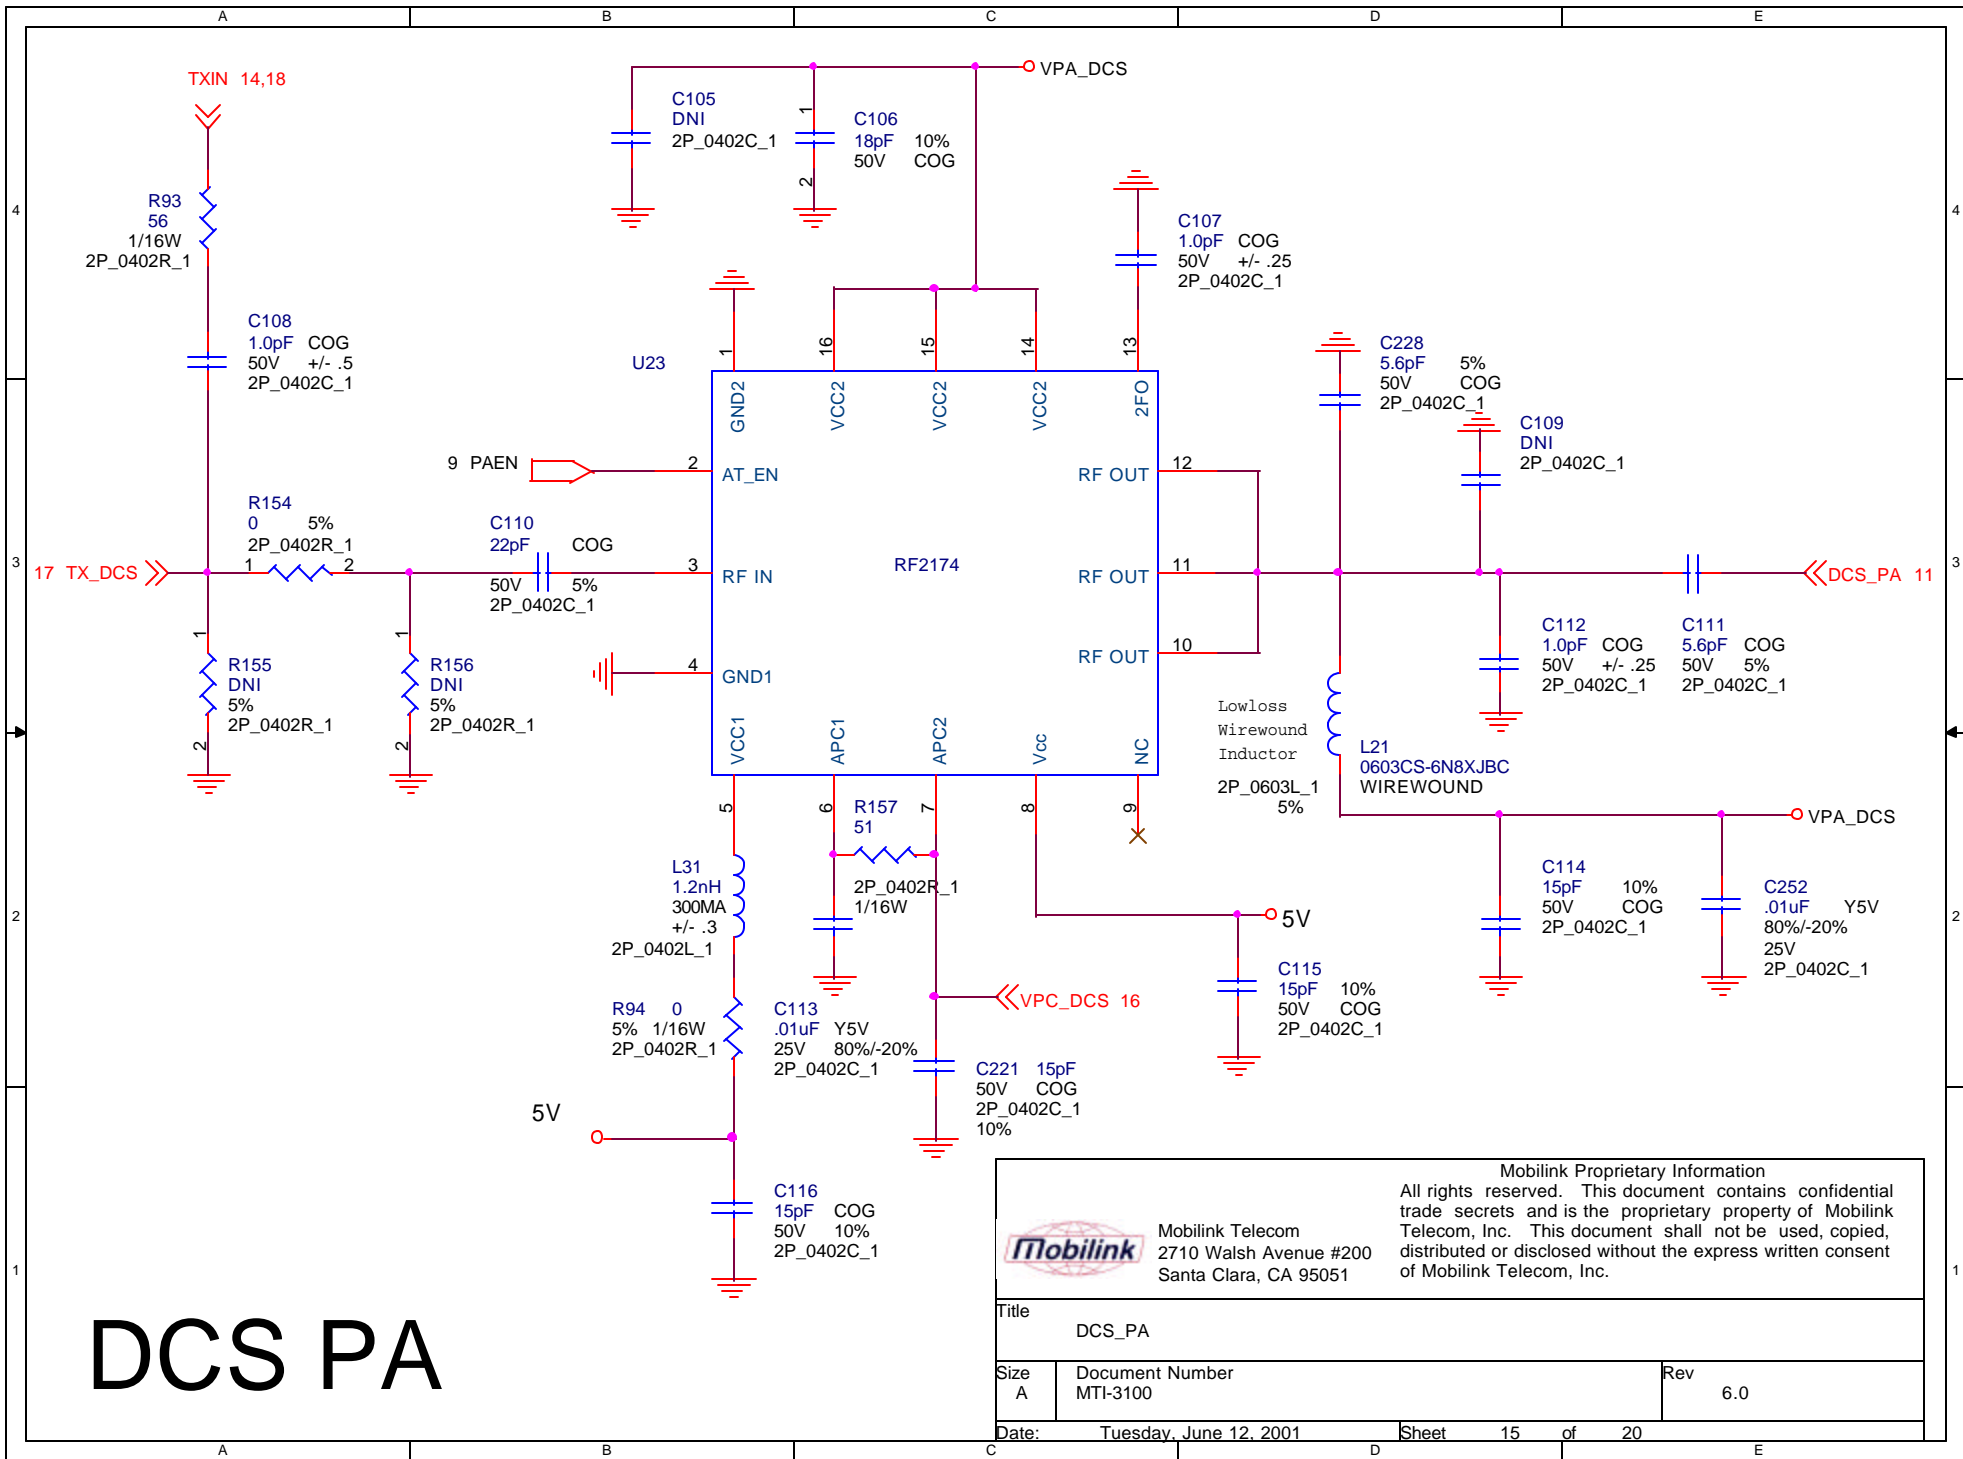 A B C D E
TXIN 14,18
VPA_DCS
C105
DNI
2P_0402C_1
1
2
C106
18pF 10%
50V COG
4
4
R93
56
1/16W
2P_0402R_1
C107
1.0pF COG
50V +/- .25
2P_0402C_1
C108
1.0pF COG
50V +/- .5
2P_0402C_1
U23
1
16
15
14
13
GND2
VCC2
VCC2
VCC2
2FO
C228
5.6pF 5%
50V COG
2P_0402C_1
C109
DNI
2P_0402C_1
9 PAEN
2
AT_EN
RF OUT
12
R154
0 5%
2P_0402R_1
1
2
C110
22pF COG
50V 5%
2P_0402C_1
3
3
17 TX_DCS
3
RF IN
RF2174
RF OUT
11
DCS_PA 11
C112
1.0pF COG
50V +/- .25
2P_0402C_1
C111
5.6pF COG
50V 5%
2P_0402C_1
1
2
R155
DNI
5%
2P_0402R_1
1
2
R156
DNI
5%
2P_0402R_1
4
GND1
RF OUT
10
VCC1
APC1
APC2
Vcc
NC
5
6
7
8
9
Lowloss
Wirewound
Inductor
2P_0603L_1
5%
L21
0603CS-6N8XJBC
WIREWOUND
VPA_DCS
R157
51
2P_0402R_1
1/16W
L31
1.2nH
300MA
+/- .3
2P_0402L_1
2
2
5V
C114
15pF 10%
50V COG
2P_0402C_1
C252
.01uF Y5V
80%/-20%
25V
2P_0402C_1
C115
15pF 10%
50V COG
2P_0402C_1
VPC_DCS 16
R94 0
5% 1/16W
2P_0402R_1
C113
.01uF Y5V
25V 80%/-20%
2P_0402C_1
C221 15pF
50V COG
2P_0402C_1
10%
5V
C116
15pF COG
50V 10%
2P_0402C_1
1
1
DCS PA
Mobilink
Mobilink Telecom
2710 Walsh Avenue #200
Santa Clara, CA 95051
Mobilink Proprietary Information
All rights reserved. This document contains confidential
trade secrets and is the proprietary property of Mobilink
Telecom, Inc. This document shall not be used, copied,
distributed or disclosed without the express written consent
of Mobilink Telecom, Inc.
Title
DCS_PA
Size
A
Document Number
MTI-3100
Rev
6.0
Date: Tuesday, June 12, 2001
Sheet 15 of 20
A B C D E